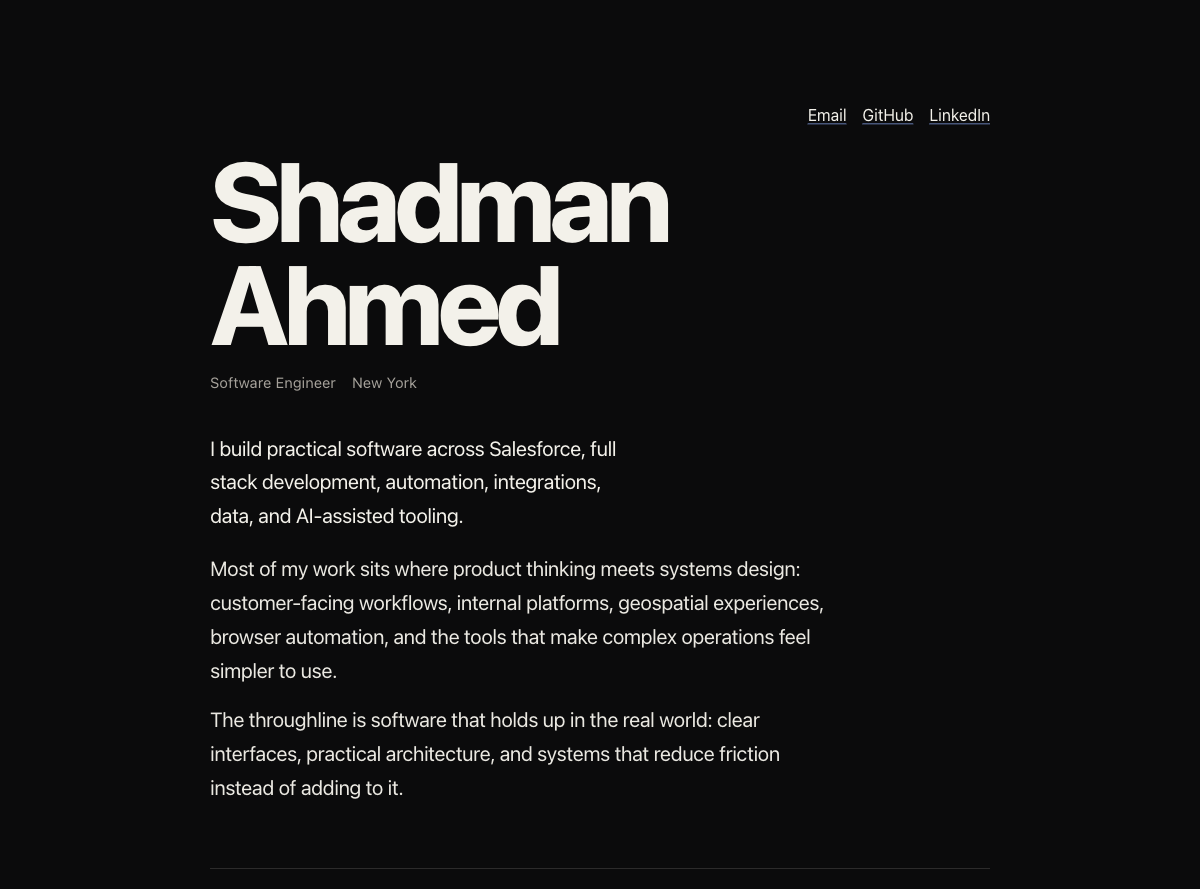 Email GitHub LinkedIn
Shadman
Ahmed
Software Engineer New York
I build practical software across Salesforce, full
stack development, automation, integrations,
data, and AI-assisted tooling.
Most of my work sits where product thinking meets systems design:
customer-facing workflows, internal platforms, geospatial experiences,
browser automation, and the tools that make complex operations feel
simpler to use.
The throughline is software that holds up in the real world: clear
interfaces, practical architecture, and systems that reduce friction
instead of adding to it.